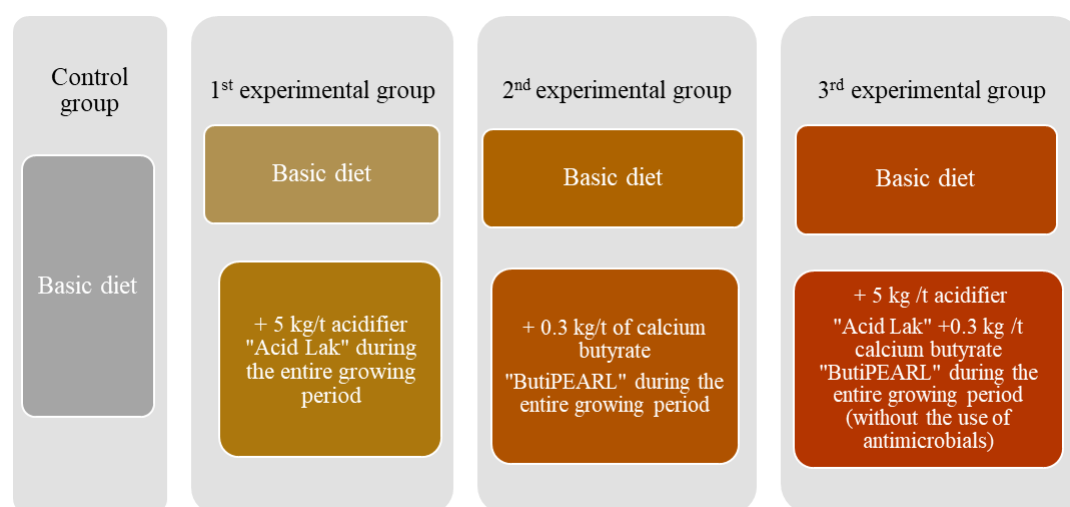 Control
group
Basic diet
1st experimental group
Basic diet
+ 5 kg/t acidifier
"Acid Lak" during
the entire growing
period
2nd experimental group
Basic diet
+ 0.3 kg/t of calcium
butyrate
"ButiPEARL" during the
entire growing period
3rd experimental group
Basic diet
+ 5 kg /t acidifier
"Acid Lak" +0.3 kg /t
calcium butyrate
"ButiPEARL" during the
entire growing period
(without the use of
antimicrobials)